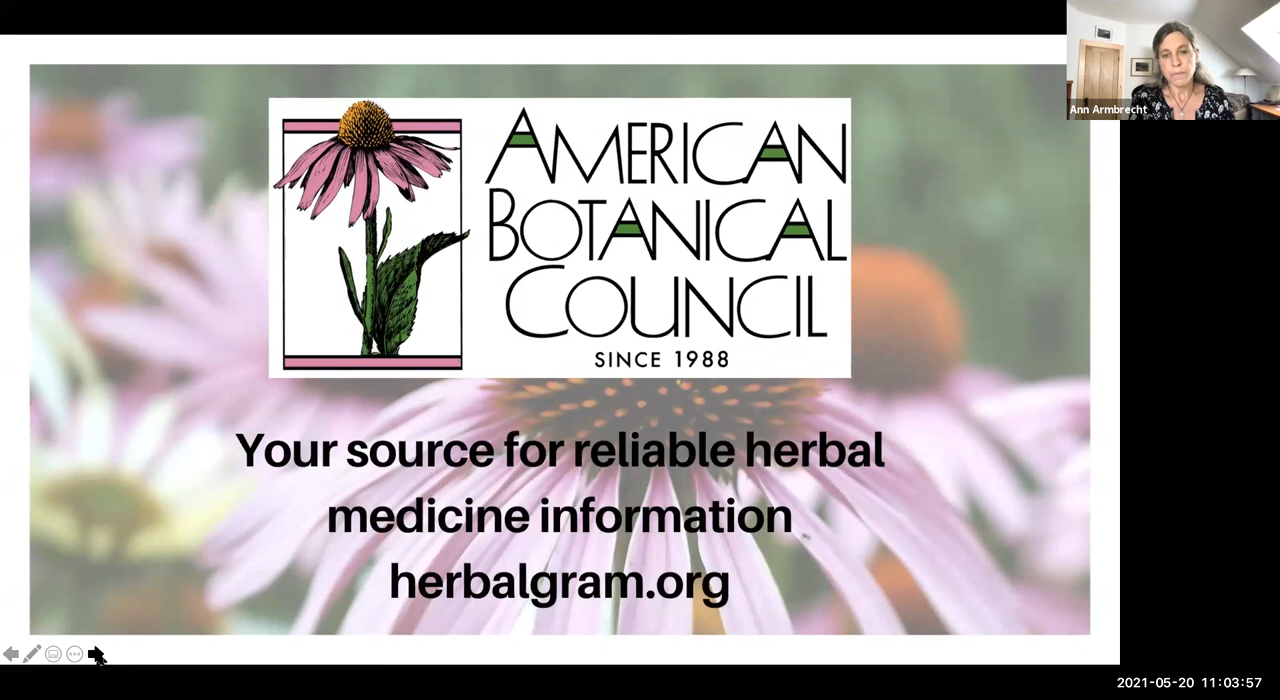 Ann Armbrecht
AMERICAN
BOTANICAL
COUNCIL
SINCE 1988
Your source for reliable herbal
medicine information
herbalgram.org
2021-05-20 11:03:57